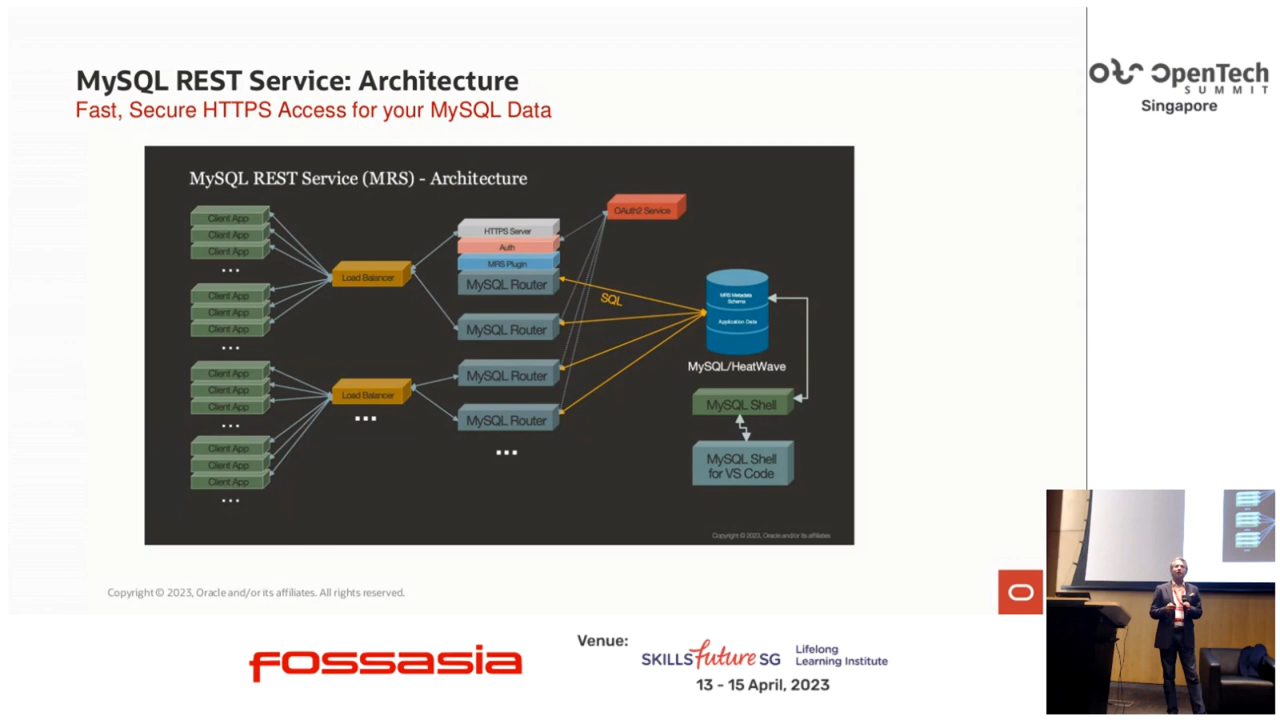 MySQL REST Service: Architecture
Fast, Secure HTTPS Access for your MySQL Data
MySQL REST Service (MRS) - Architecture
Client App
Client App
Client App
...
Client App
Client App
Client App
...
Client App
Client App
Client App
...
Client App
Client App
Client App
...
Load Balancer
Load Balancer
...
HTTPS Server
Auth
MRS Plugin
MySQL Router
MySQL Router
MySQL Router
MySQL Router
...
OAuth2 Service
SQL
MRS Metadata
Schema
Application Data
MySQL/HeatWave
MySQL Shell
MySQL Shell
for VS Code
Copyright © 2023, Oracle and/or its affiliates
Copyright © 2023, Oracle and/or its affiliates. All rights reserved.
OpenTech
SUMMIT
Singapore
FOSSASIA
Venue:
SKILLSfuture SG
Lifelong
Learning Institute
13 - 15 April, 2023